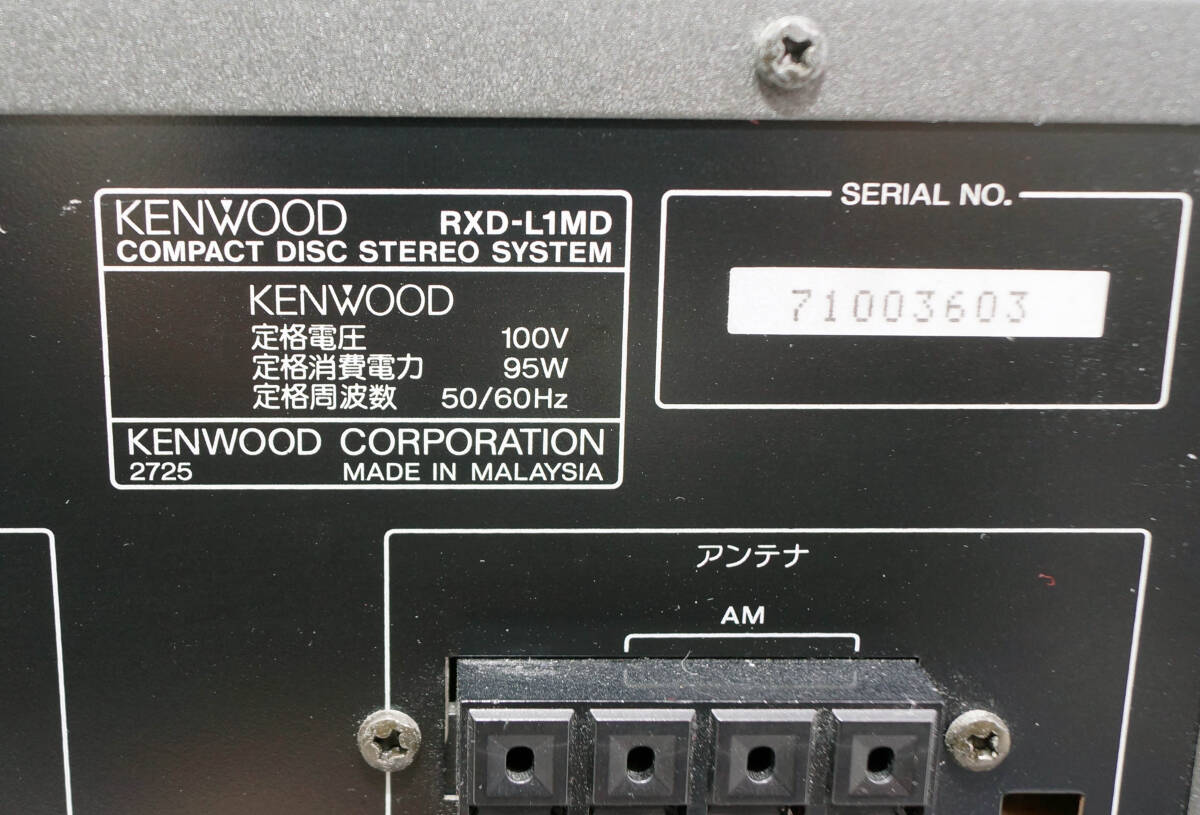 KENWOOD RXD-L1MD
COMPACT DISC STEREO SYSTEM
KENWOOD
定格電圧 100V
定格消費電力 95W
定格周波数 50/60Hz
KENWOOD CORPORATION
2725 MADE IN MALAYSIA
SERIAL NO.
71003603
アンテナ
AM